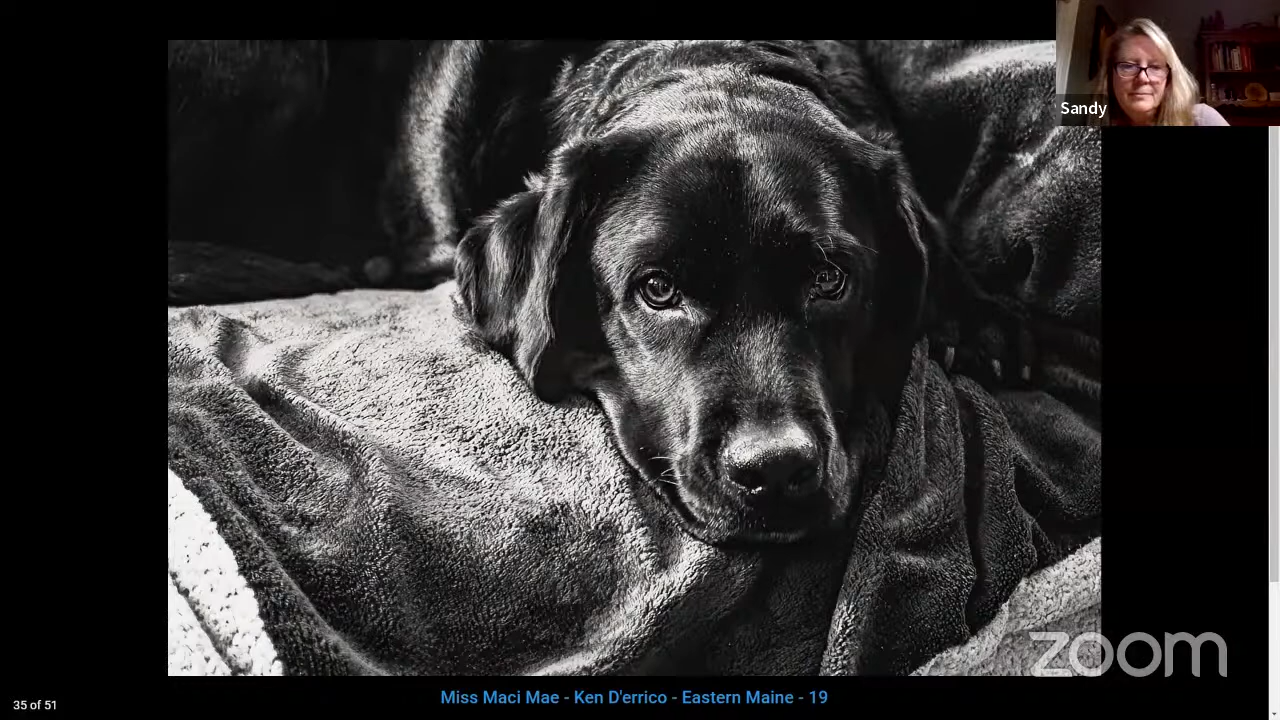 Sandy
zoom
Miss Maci Mae - Ken D'errico - Eastern Maine - 19
35 of 51